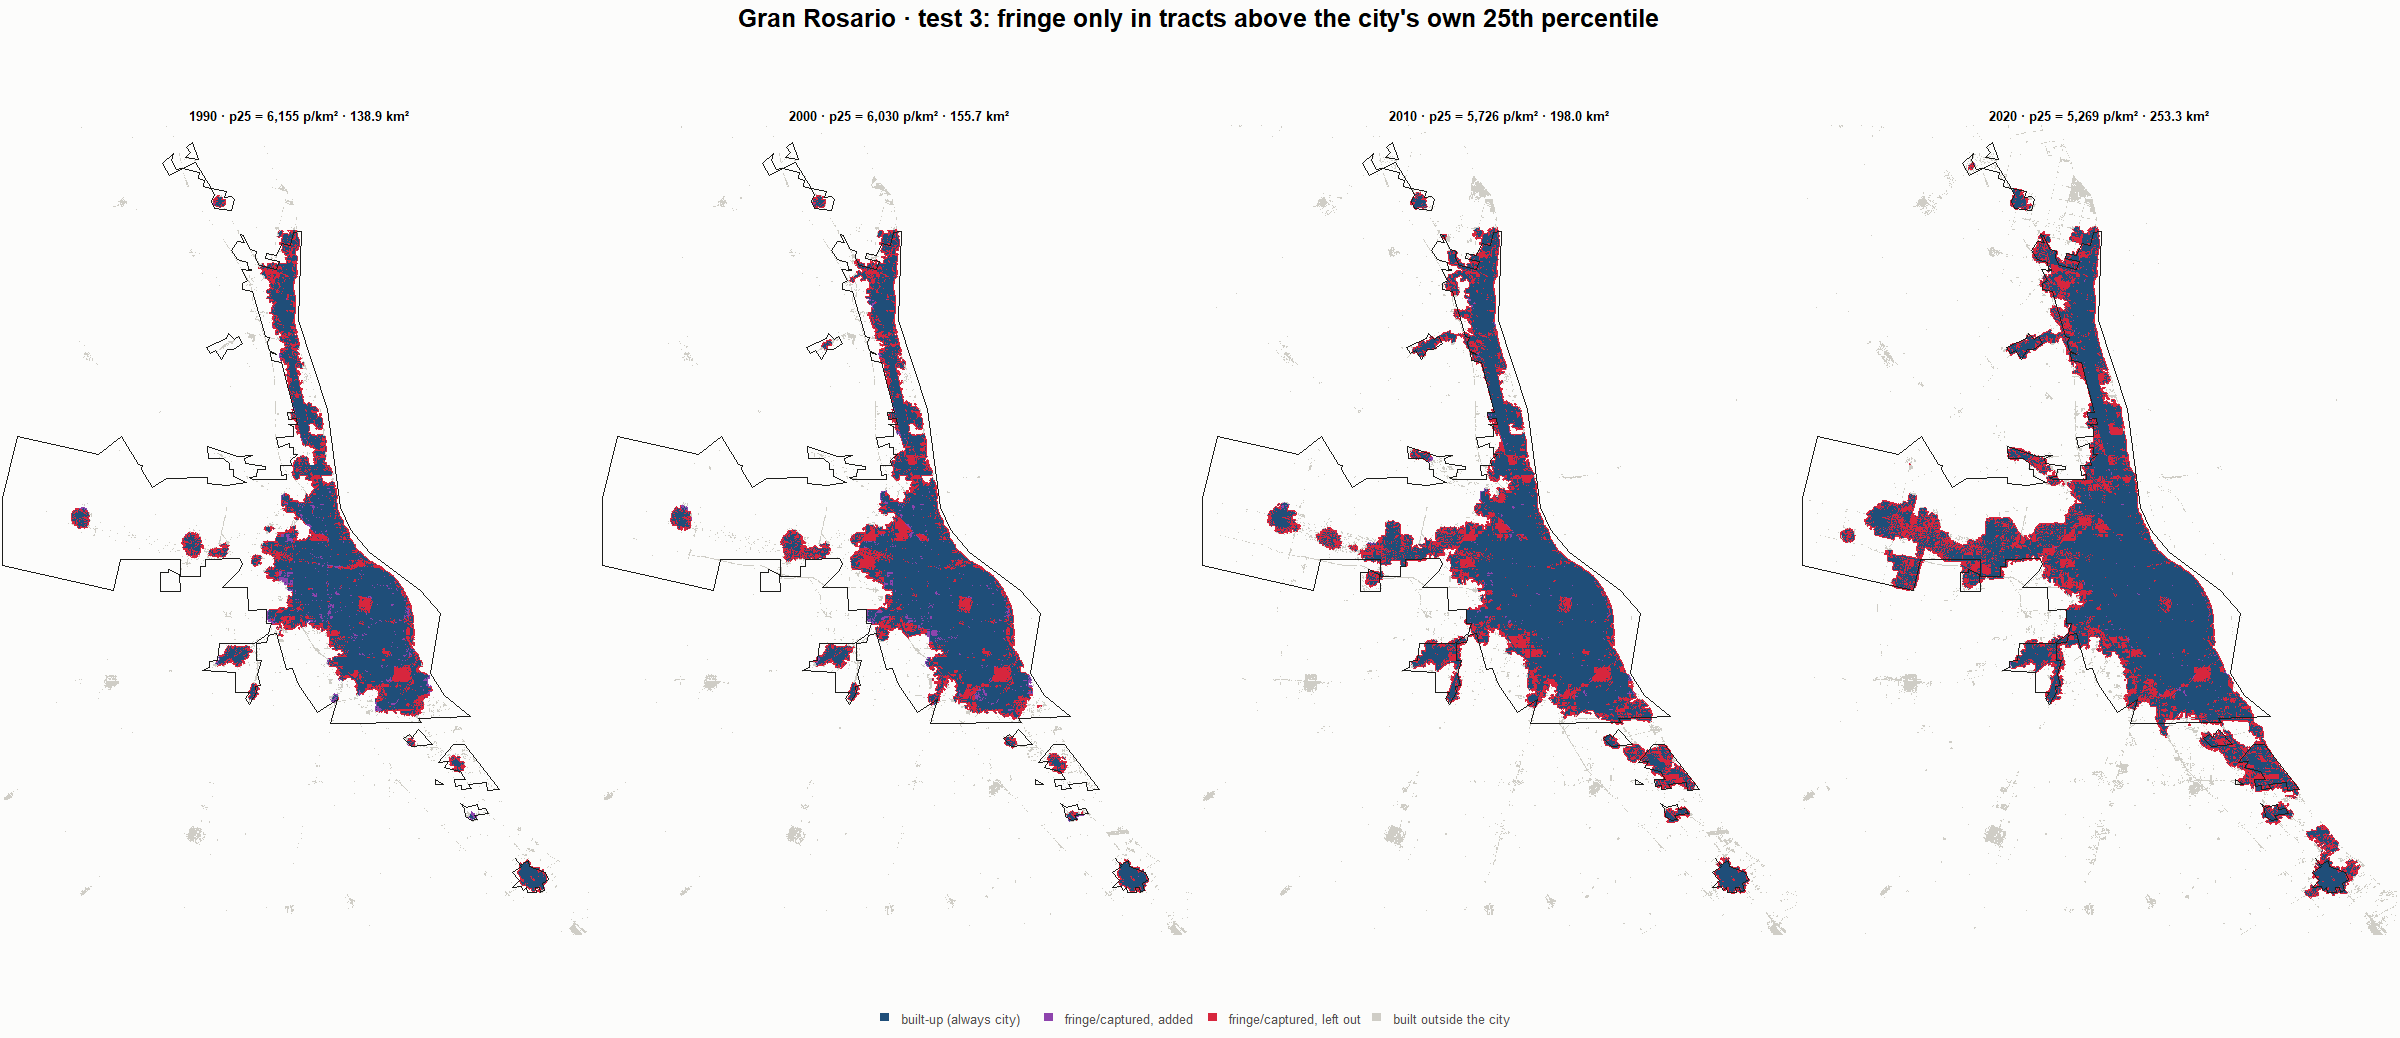 Gran Rosario · test 3: fringe only in tracts above the city's own 25th percentile
1990 · p25 = 6,155 p/km² · 138.9 km²
2000 · p25 = 6,030 p/km² · 155.7 km²
2010 · p25 = 5,726 p/km² · 198.0 km²
2020 · p25 = 5,269 p/km² · 253.3 km²
built-up (always city)
fringe/captured, added
fringe/captured, left out
built outside the city